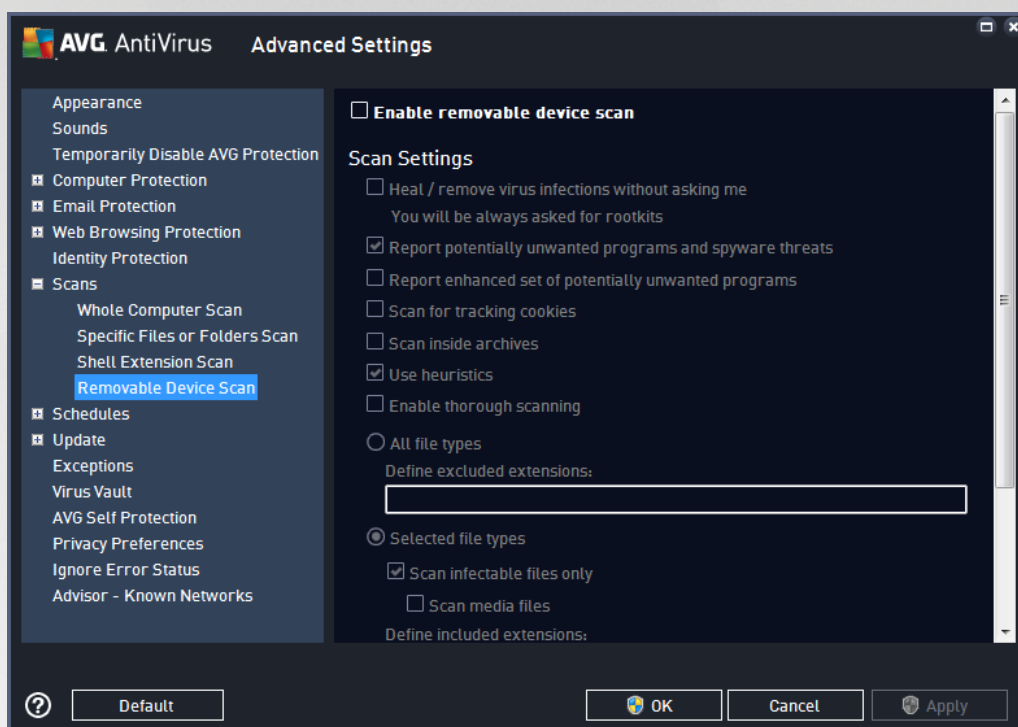 AVG. AntiVirus Advanced Settings
Appearance
Sounds
Temporarily Disable AVG Protection
Computer Protection
Email Protection
Web Browsing Protection
Identity Protection
Scans
Whole Computer Scan
Specific Files or Folders Scan
Shell Extension Scan
Removable Device Scan
Schedules
Update
Exceptions
Virus Vault
AVG Self Protection
Privacy Preferences
Ignore Error Status
Advisor - Known Networks
Enable removable device scan
Scan Settings
Heal / remove virus infections without asking me
You will be always asked for rootkits
Report potentially unwanted programs and spyware threats
Report enhanced set of potentially unwanted programs
Scan for tracking cookies
Scan inside archives
Use heuristics
Enable thorough scanning
All file types
Define excluded extensions:
Selected file types
Scan infectable files only
Scan media files
Define included extensions:
Default
OK
Cancel
Apply